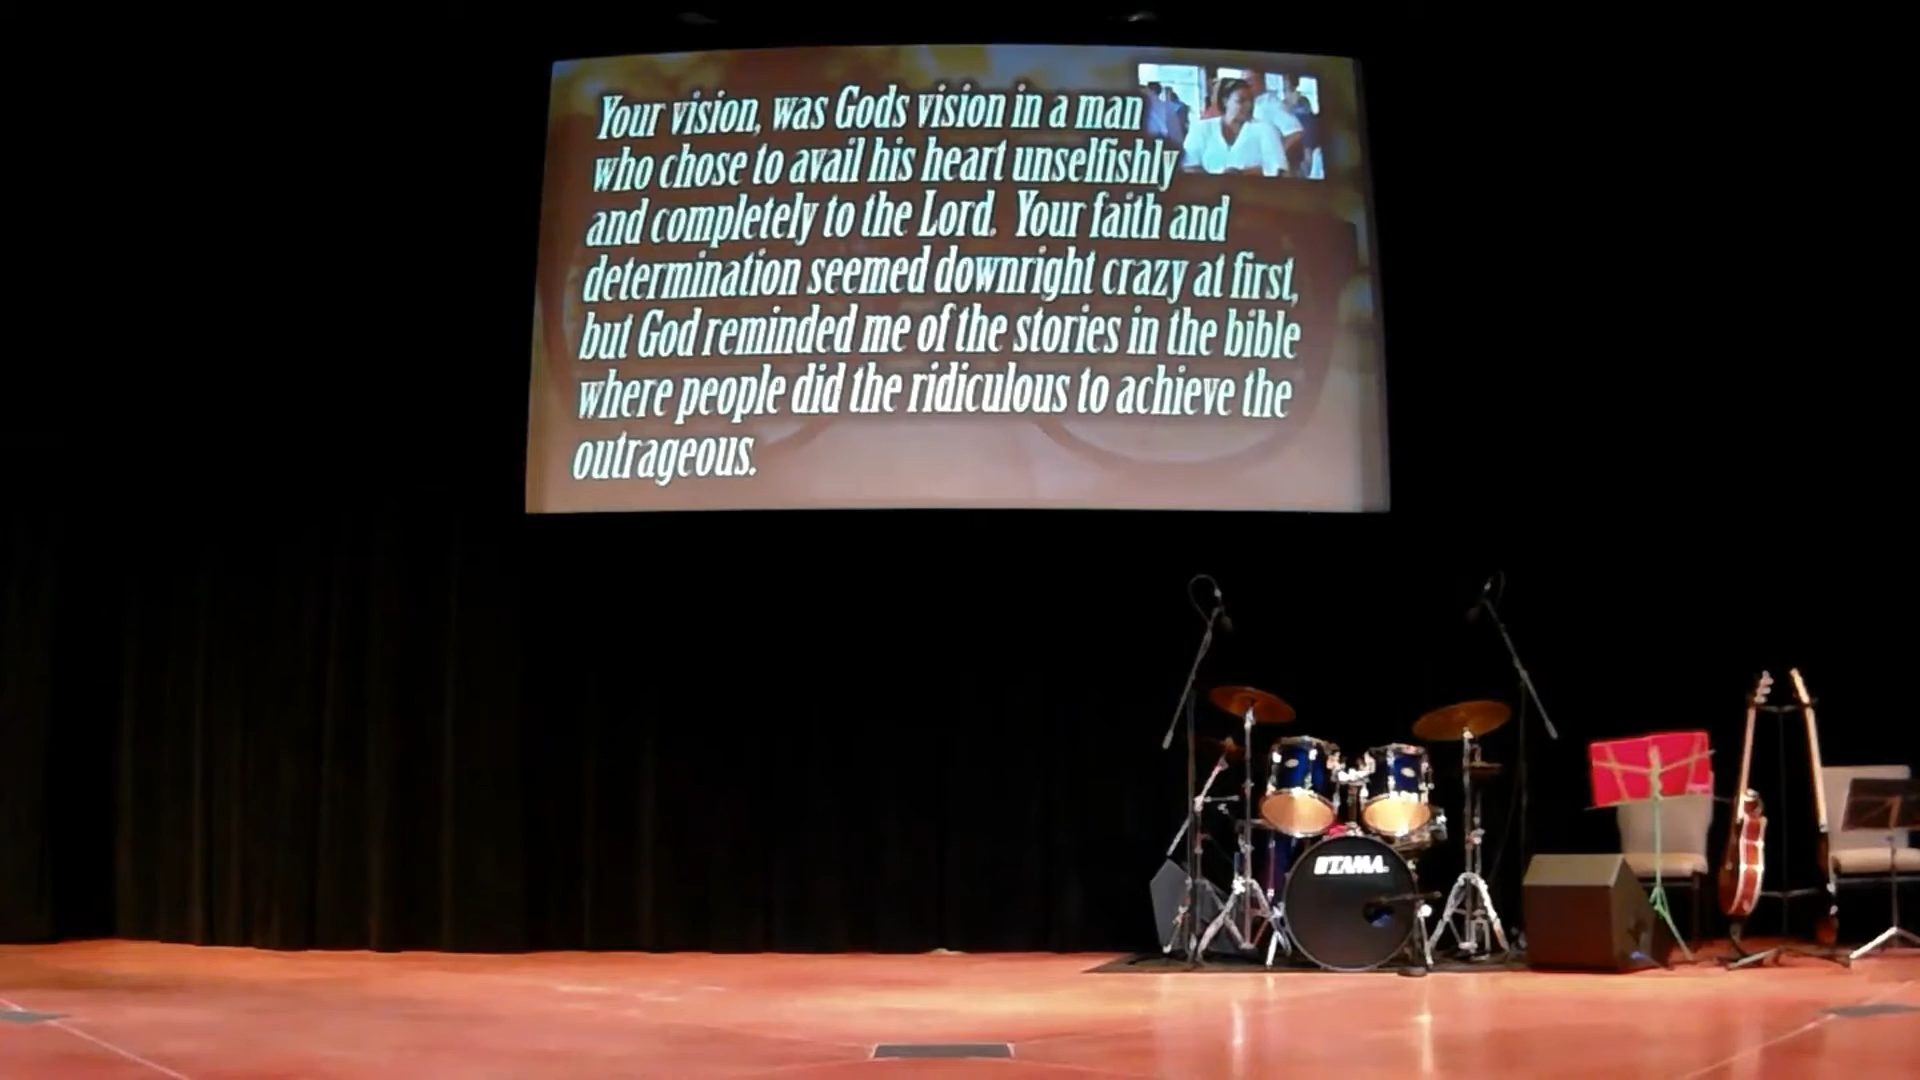 Your vision, was Gods vision in a man
who chose to avail his heart unselfishly
and completely to the Lord. Your faith and
determination seemed downright crazy at first,
but God reminded me of the stories in the bible
where people did the ridiculous to achieve the
outrageous.
TAMA